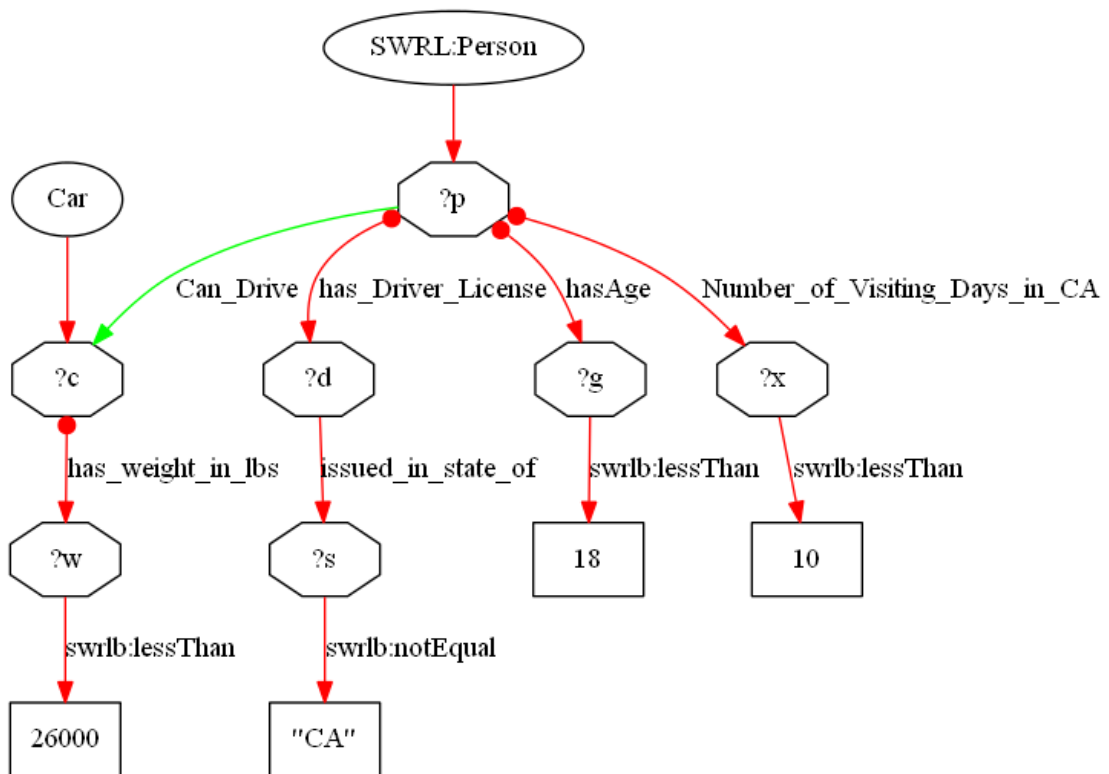 SWRL:Person
Car
?p
Can_Drive
has_Driver_License
hasAge
Number_of_Visiting_Days_in_CA
?c
?d
?g
?x
has_weight_in_lbs
issued_in_state_of
swrlb:lessThan
swrlb:lessThan
?w
?s
18
10
swrlb:lessThan
swrlb:notEqual
26000
"CA"